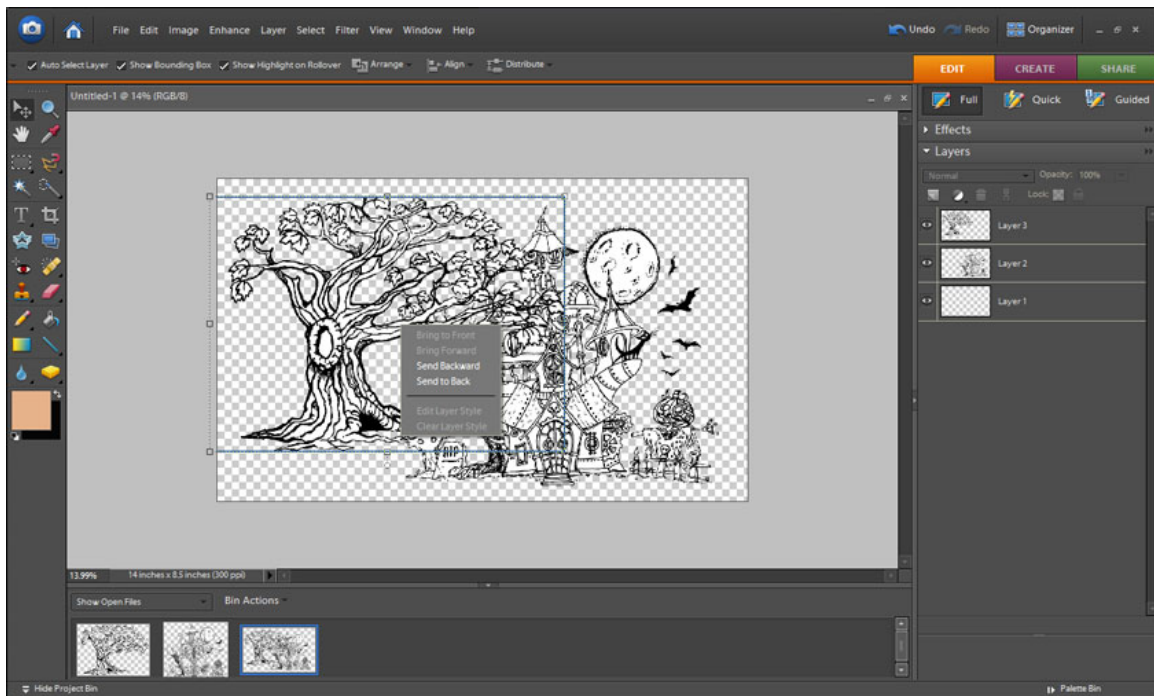 File Edit Image Enhance Layer Select Filter View Window Help Undo Redo Organizer
Auto Select Layer Show Bounding Box Show Highlight on Rollover Arrange Align Distribute EDIT CREATE SHARE
Untitled-1 @ 14% (RGB/8)
Full Quick Guided
Effects
Layers
Normal Opacity: 100%
Lock:
Layer 3
Layer 2
Layer 1
Bring to Front
Bring Forward
Send Backward
Send to Back
Edit Layer Style
Clear Layer Style
RIP
13.99% 14 inches x 8.5 inches (300 ppi)
Show Open Files Bin Actions
Hide Project Bin Palette Bin